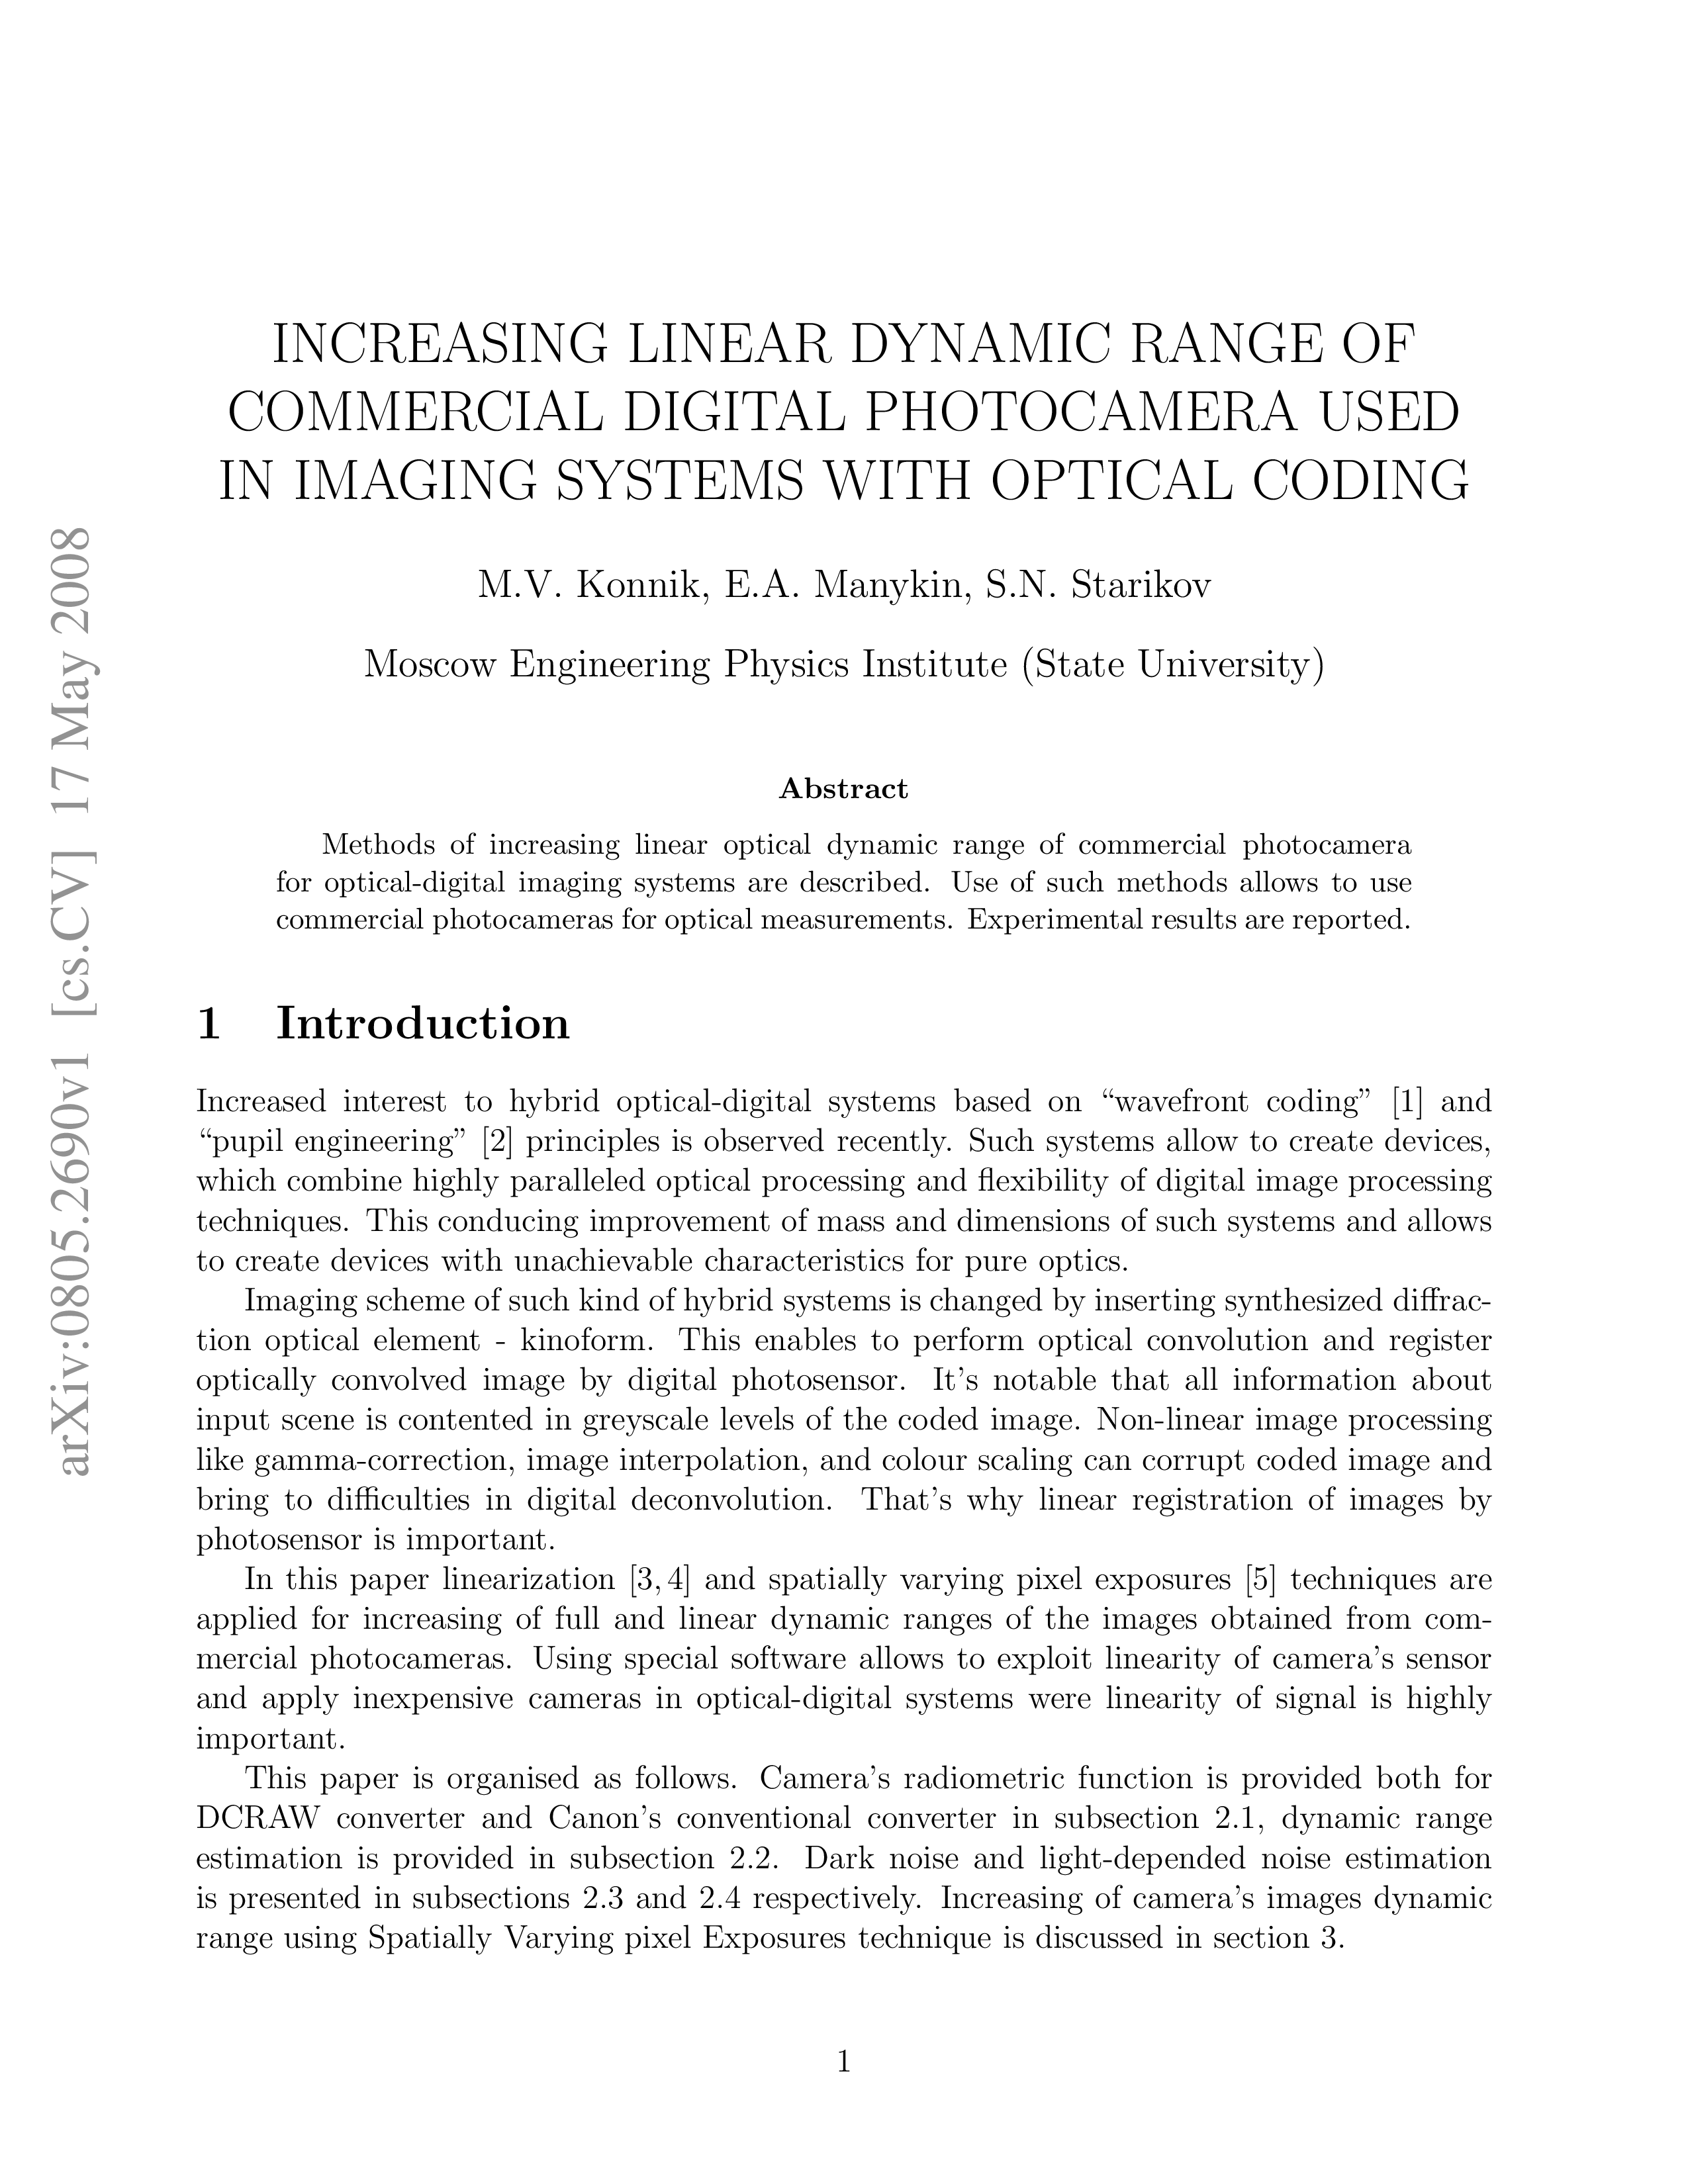 INCREASING LINEAR DYNAMIC RANGE OF
COMMERCIAL DIGITAL PHOTOCAMERA USED
IN IMAGING SYSTEMS WITH OPTICAL CODING
M.V. Konnik, E.A. Manykin, S.N. Starikov
Moscow Engineering Physics Institute (State University)
arXiv:0805.2690v1 [cs.CV] 17 May 2008
Abstract
Methods of increasing linear optical dynamic range of commercial photocamera
for optical-digital imaging systems are described. Use of such methods allows to use
commercial photocameras for optical measurements. Experimental results are reported.
1 Introduction
Increased interest to hybrid optical-digital systems based on “wavefront coding” [1] and
“pupil engineering” [2] principles is observed recently. Such systems allow to create devices,
which combine highly paralleled optical processing and flexibility of digital image processing
techniques. This conducing improvement of mass and dimensions of such systems and allows
to create devices with unachievable characteristics for pure optics.
Imaging scheme of such kind of hybrid systems is changed by inserting synthesized diffrac-
tion optical element - kinoform. This enables to perform optical convolution and register
optically convolved image by digital photosensor. It’s notable that all information about
input scene is contented in greyscale levels of the coded image. Non-linear image processing
like gamma-correction, image interpolation, and colour scaling can corrupt coded image and
bring to difficulties in digital deconvolution. That’s why linear registration of images by
photosensor is important.
In this paper linearization [3, 4] and spatially varying pixel exposures [5] techniques are
applied for increasing of full and linear dynamic ranges of the images obtained from com-
mercial photocameras. Using special software allows to exploit linearity of camera’s sensor
and apply inexpensive cameras in optical-digital systems were linearity of signal is highly
important.
This paper is organised as follows. Camera’s radiometric function is provided both for
DCRAW converter and Canon’s conventional converter in subsection 2.1, dynamic range
estimation is provided in subsection 2.2. Dark noise and light-depended noise estimation
is presented in subsections 2.3 and 2.4 respectively. Increasing of camera’s images dynamic
range using Spatially Varying pixel Exposures technique is discussed in section 3.
1